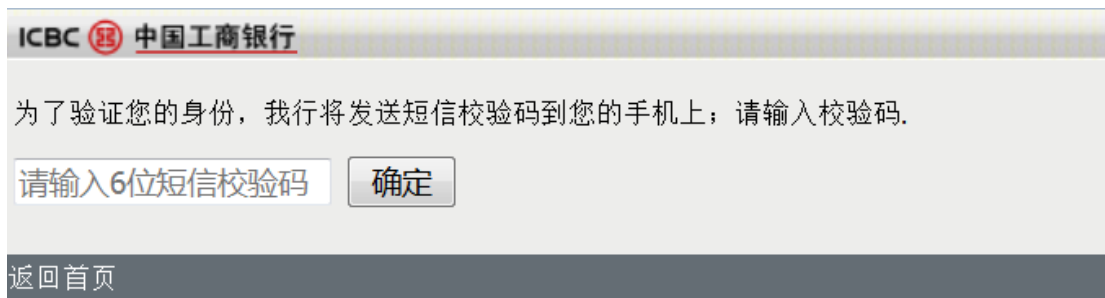 ICBC 中国工商银行
为了验证您的身份，我行将发送短信校验码到您的手机上；请输入校验码.
请输入6位短信校验码 确定
返回首页